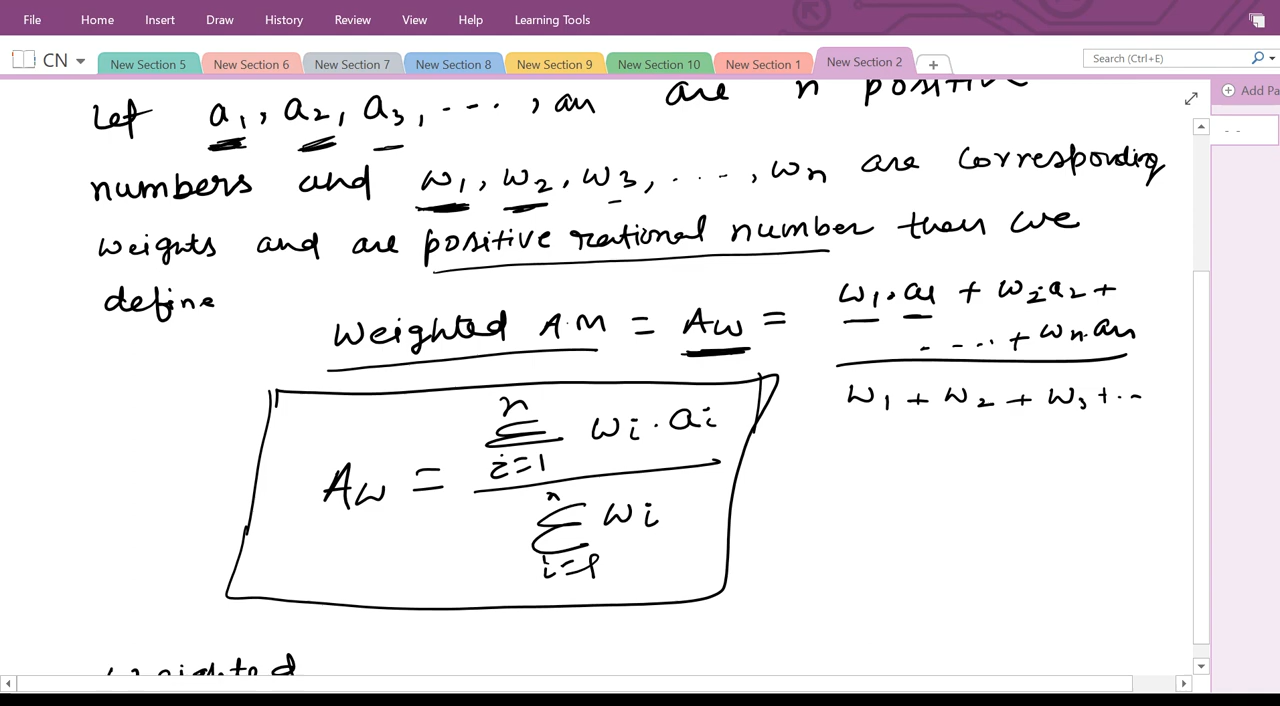 File Home Insert Draw History Review View Help Learning Tools
CN New Section 5 New Section 6 New Section 7 New Section 8 New Section 9 New Section 10 New Section 1 New Section 2 + Search (Ctrl+E)
Add Pa
Let a1, a2, a3, ...., an are n positive
numbers and w1, w2, w3, ....., wn are corresponding
weights and are positive rational number then we
define
Weighted A.M = Aw = w1.a1 + w2a2 +
..... + wn.an
w1 + w2 + w3 + ..
Aw = n Σ i=1 wi.ai
n Σ i=1 wi
Weighted